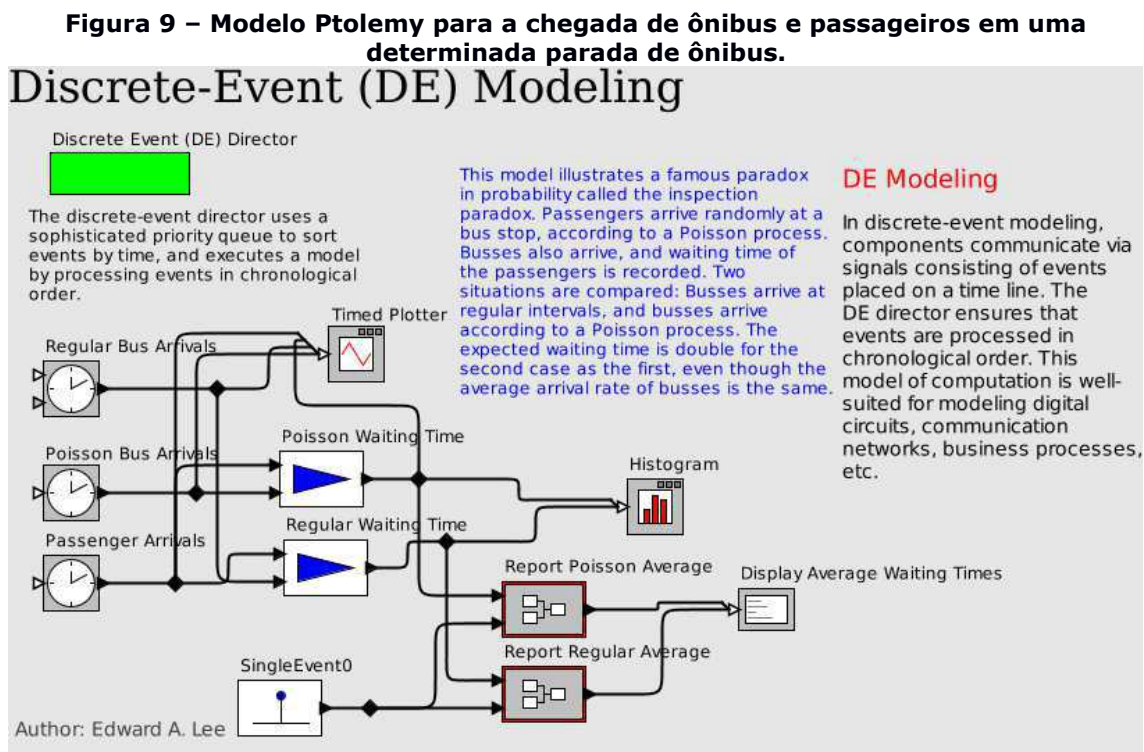 Figura 9 – Modelo Ptolemy para a chegada de ônibus e passageiros em uma
determinada parada de ônibus.
Discrete-Event (DE) Modeling
Discrete Event (DE) Director
The discrete-event director uses a
sophisticated priority queue to sort
events by time, and executes a model
by processing events in chronological
order.
This model illustrates a famous paradox
in probability called the inspection
paradox. Passengers arrive randomly at a
bus stop, according to a Poisson process.
Busses also arrive, and waiting time of
the passengers is recorded. Two
situations are compared: Busses arrive at
regular intervals, and busses arrive
according to a Poisson process. The
expected waiting time is double for the
second case as the first, even though the
average arrival rate of busses is the same.
DE Modeling
In discrete-event modeling,
components communicate via
signals consisting of events
placed on a time line. The
DE director ensures that
events are processed in
chronological order. This
model of computation is well-
suited for modeling digital
circuits, communication
networks, business processes,
etc.
Timed Plotter
Regular Bus Arrivals
Poisson Waiting Time
Poisson Bus Arrivals
Histogram
Regular Waiting Time
Passenger Arrivals
Report Poisson Average
Display Average Waiting Times
Report Regular Average
SingleEvent0
Author: Edward A. Lee